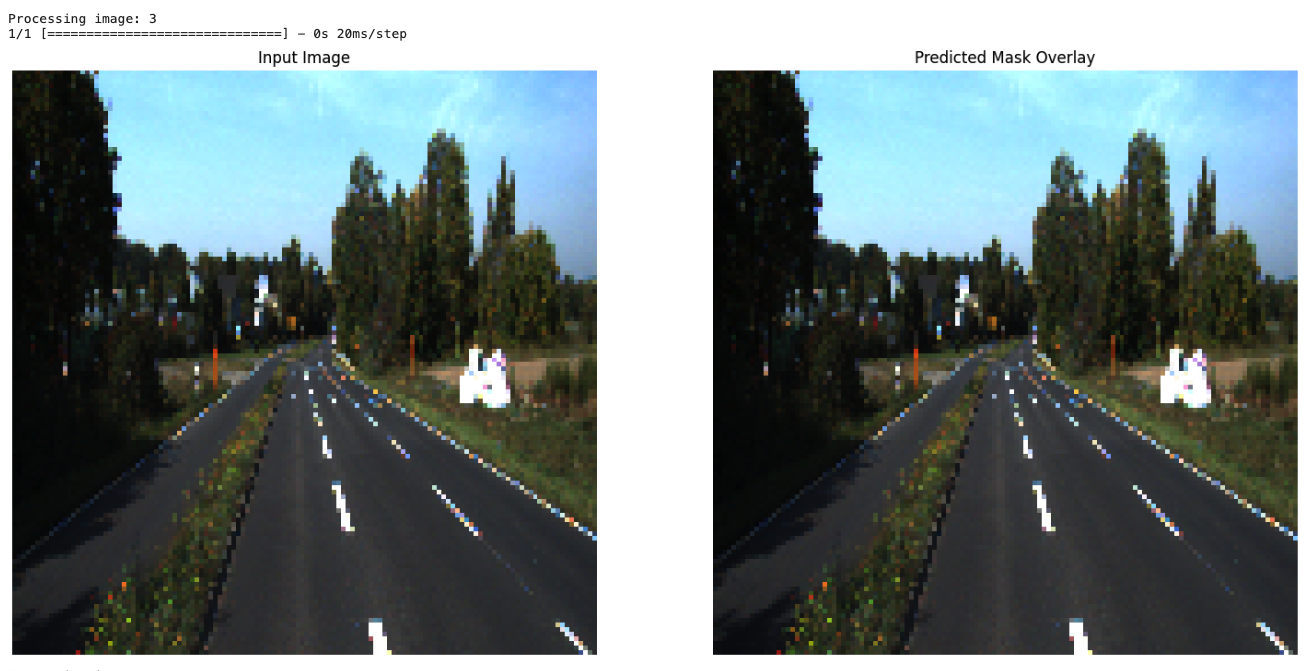 Processing image: 3
1/1 [==============================] – 0s 20ms/step
Input Image
Predicted Mask Overlay